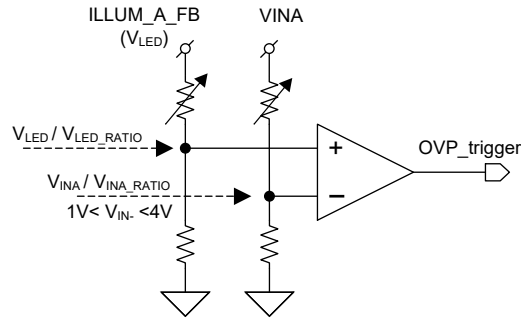 ILLUM_A_FB
(VLED)
VINA
VLED / VLED_RATIO
+
OVP_trigger
VINA / VINA_RATIO
−
1V< VIN- <4V